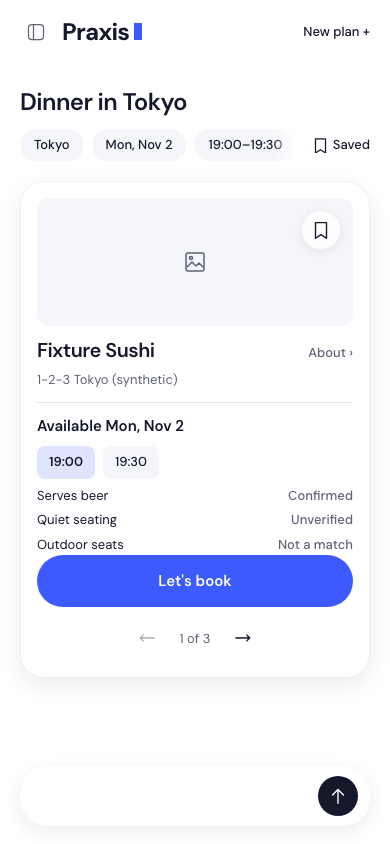 Praxis
New plan +
Dinner in Tokyo
Tokyo
Mon, Nov 2
19:00–19:30
Saved
Fixture Sushi
About ›
1-2-3 Tokyo (synthetic)
Available Mon, Nov 2
19:00
19:30
Serves beer
Confirmed
Quiet seating
Unverified
Outdoor seats
Not a match
Let's book
← 1 of 3 →